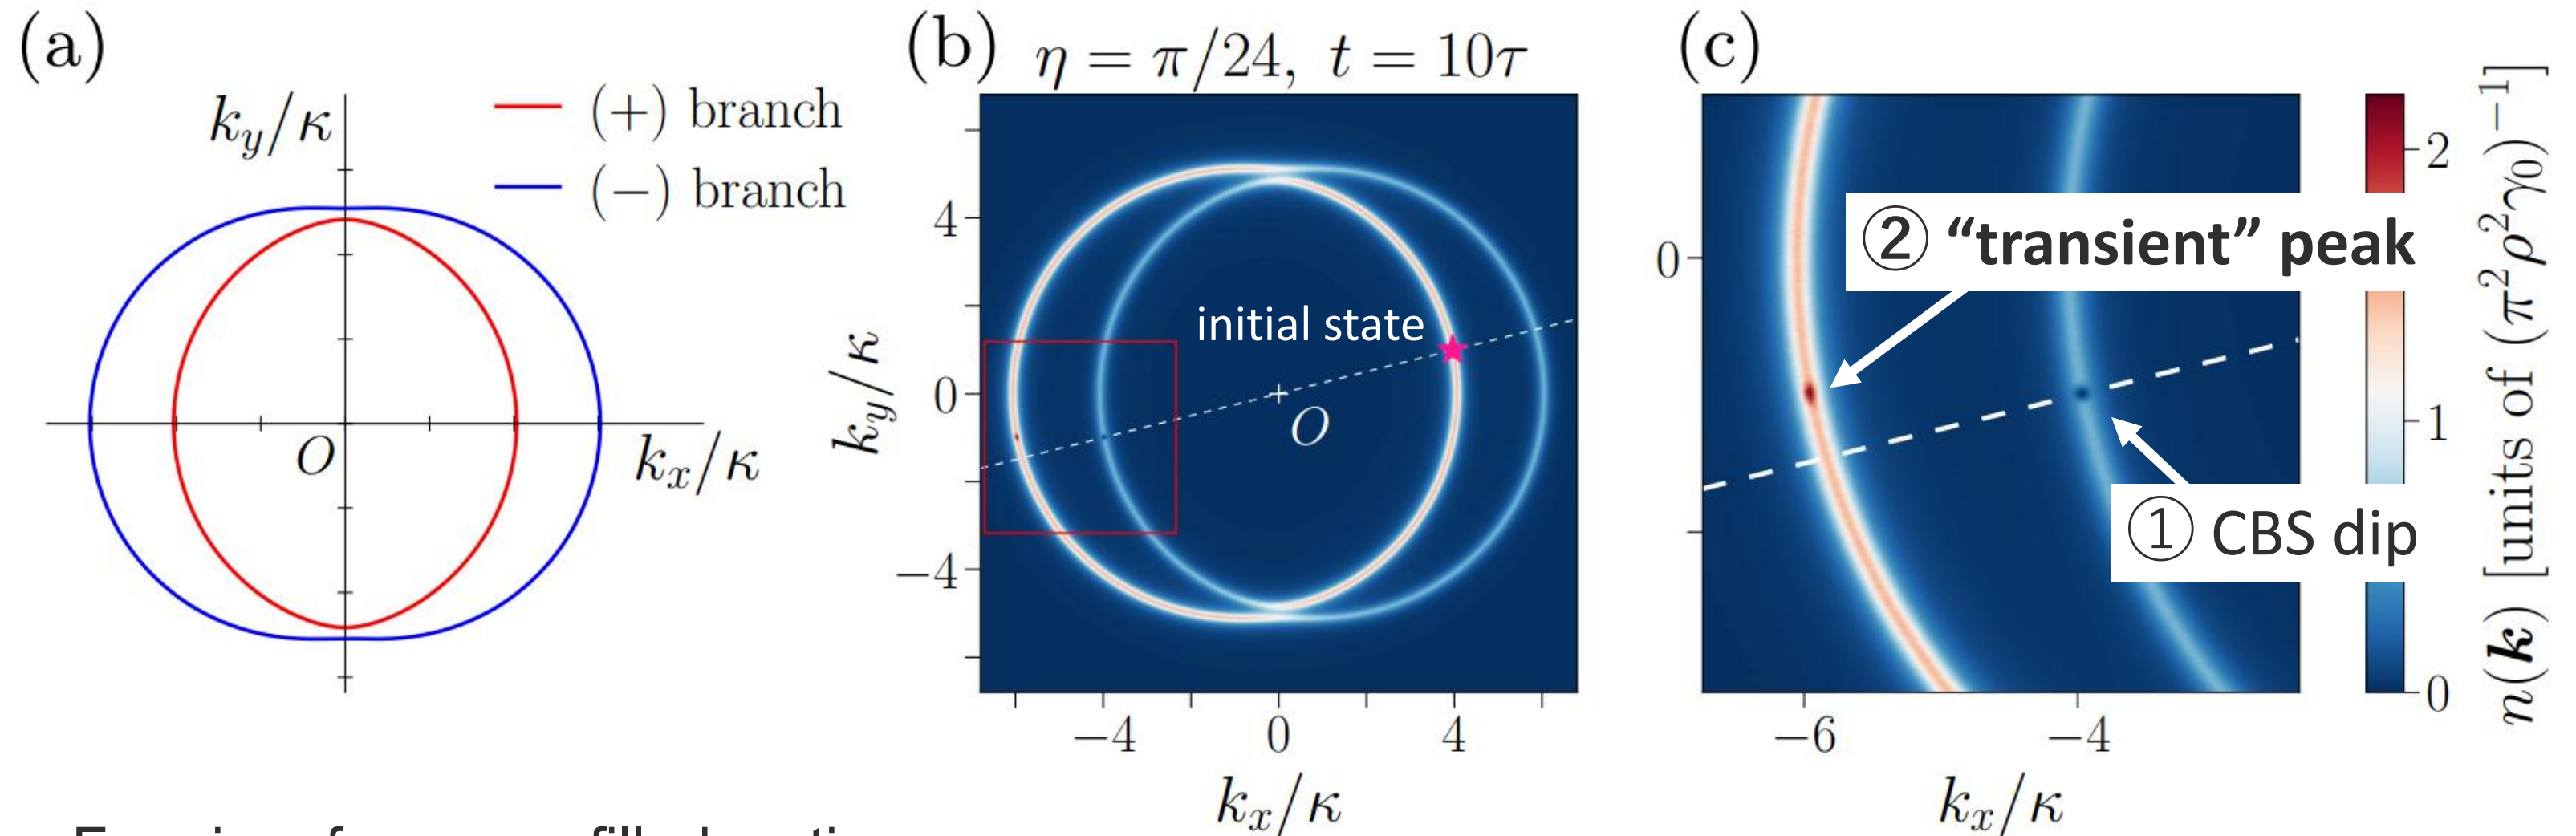 (a)
k_y/κ
(+) branch
(−) branch
O
k_x/κ
(b) η = π/24, t = 10τ
4
0
−4
k_y/κ
initial state
O
−4 0 4
k_x/κ
(c)
0
② “transient” peak
① CBS dip
−6 −4
k_x/κ
2
1
0
n(k) [units of (π²ρ²γ₀)⁻¹]